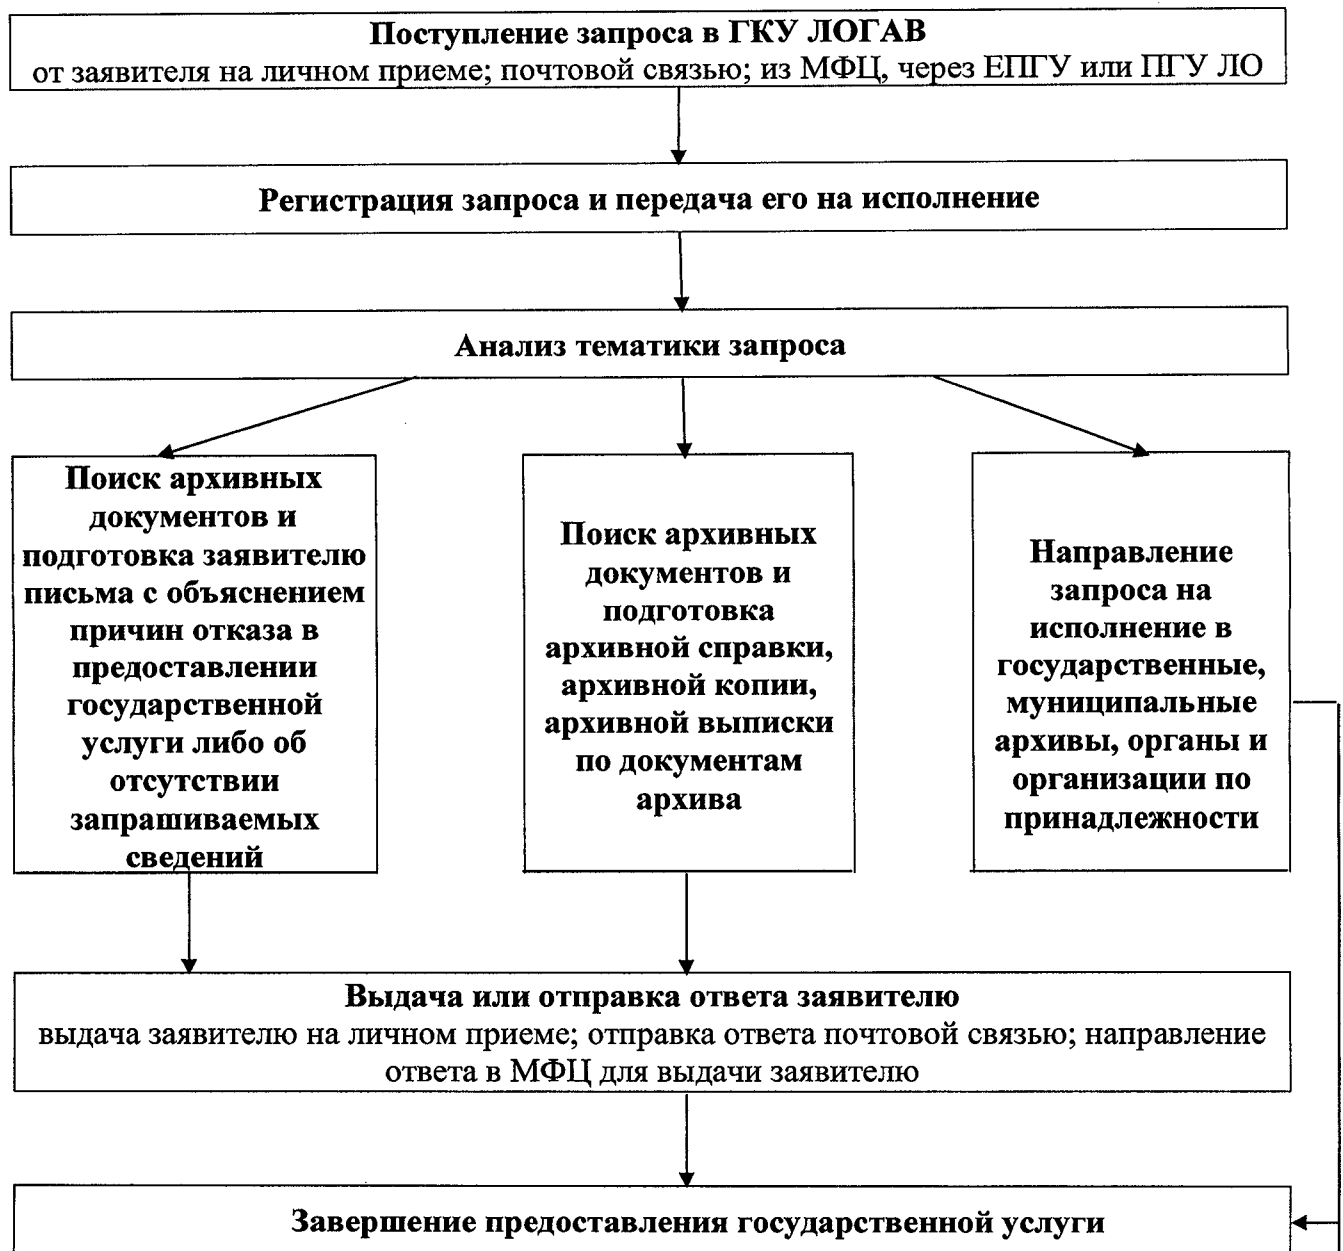 Поступление запроса в ГКУ ЛОГАВ
от заявителя на личном приеме; почтовой связью; из МФЦ, через ЕПГУ или ПГУ ЛО
Регистрация запроса и передача его на исполнение
Анализ тематики запроса
Поиск архивных
документов и
подготовка заявителю
письма с объяснением
причин отказа в
предоставлении
государственной
услуги либо об
отсутствии
запрашиваемых
сведений
Поиск архивных
документов и
подготовка
архивной справки,
архивной копии,
архивной выписки
по документам
архива
Направление
запроса на
исполнение в
государственные,
муниципальные
архивы, органы и
организации по
принадлежности
Выдача или отправка ответа заявителю
выдача заявителю на личном приеме; отправка ответа почтовой связью; направление
ответа в МФЦ для выдачи заявителю
Завершение предоставления государственной услуги